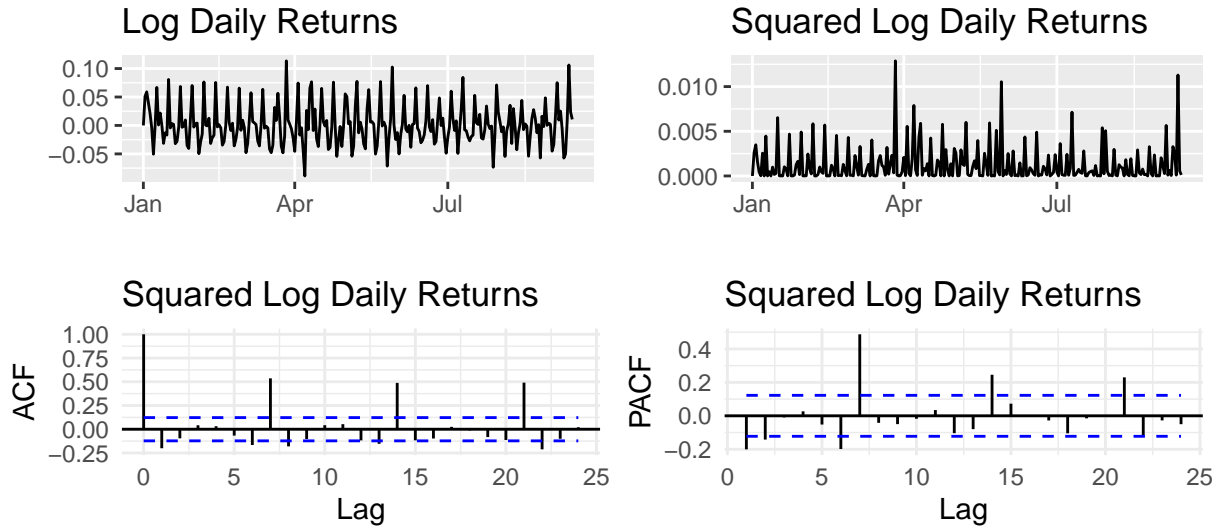 Log Daily Returns
0.10
0.05
0.00
−0.05
Jan Apr Jul
Squared Log Daily Returns
0.010
0.005
0.000
Jan Apr Jul
Squared Log Daily Returns
ACF
1.00
0.75
0.50
0.25
0.00
−0.25
0 5 10 15 20 25
Lag
Squared Log Daily Returns
PACF
0.4
0.2
0.0
−0.2
0 5 10 15 20 25
Lag